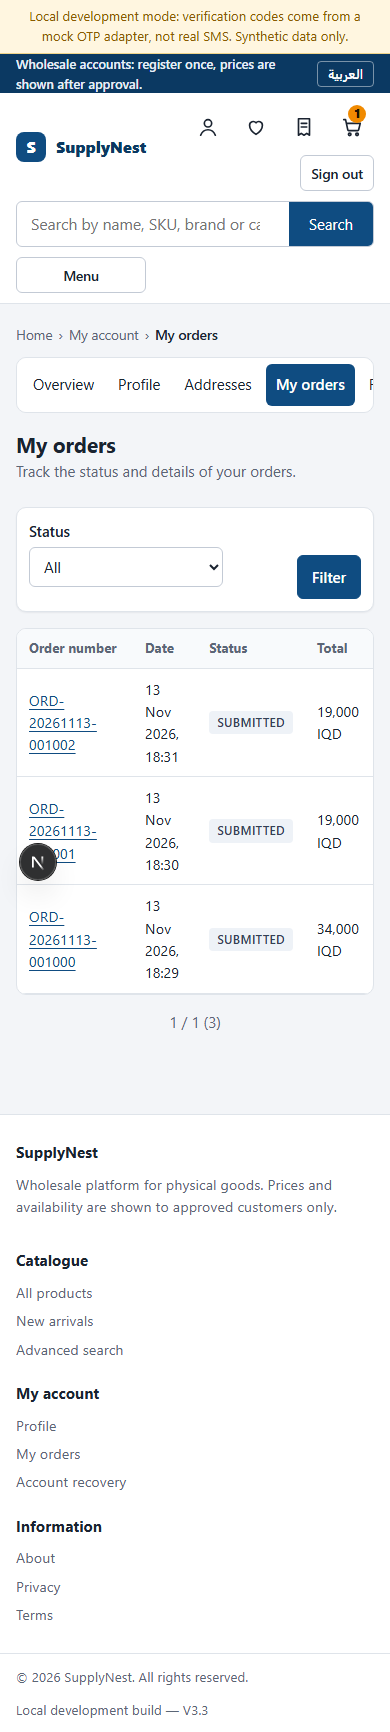 Local development mode: verification codes come from a
mock OTP adapter, not real SMS. Synthetic data only.
Wholesale accounts: register once, prices are
shown after approval.
العربية
1
S SupplyNest
Sign out
Search by name, SKU, brand or ca
Search
Menu
Home › My account › My orders
Overview Profile Addresses My orders
My orders
Track the status and details of your orders.
Status
All
Filter
Order number Date Status Total
ORD-
20261113-
001002
13
Nov
2026,
18:31
SUBMITTED
19,000
IQD
ORD-
20261113-
001
13
Nov
2026,
18:30
SUBMITTED
19,000
IQD
N
ORD-
20261113-
001000
13
Nov
2026,
18:29
SUBMITTED
34,000
IQD
1 / 1 (3)
SupplyNest
Wholesale platform for physical goods. Prices and
availability are shown to approved customers only.
Catalogue
All products
New arrivals
Advanced search
My account
Profile
My orders
Account recovery
Information
About
Privacy
Terms
© 2026 SupplyNest. All rights reserved.
Local development build — V3.3